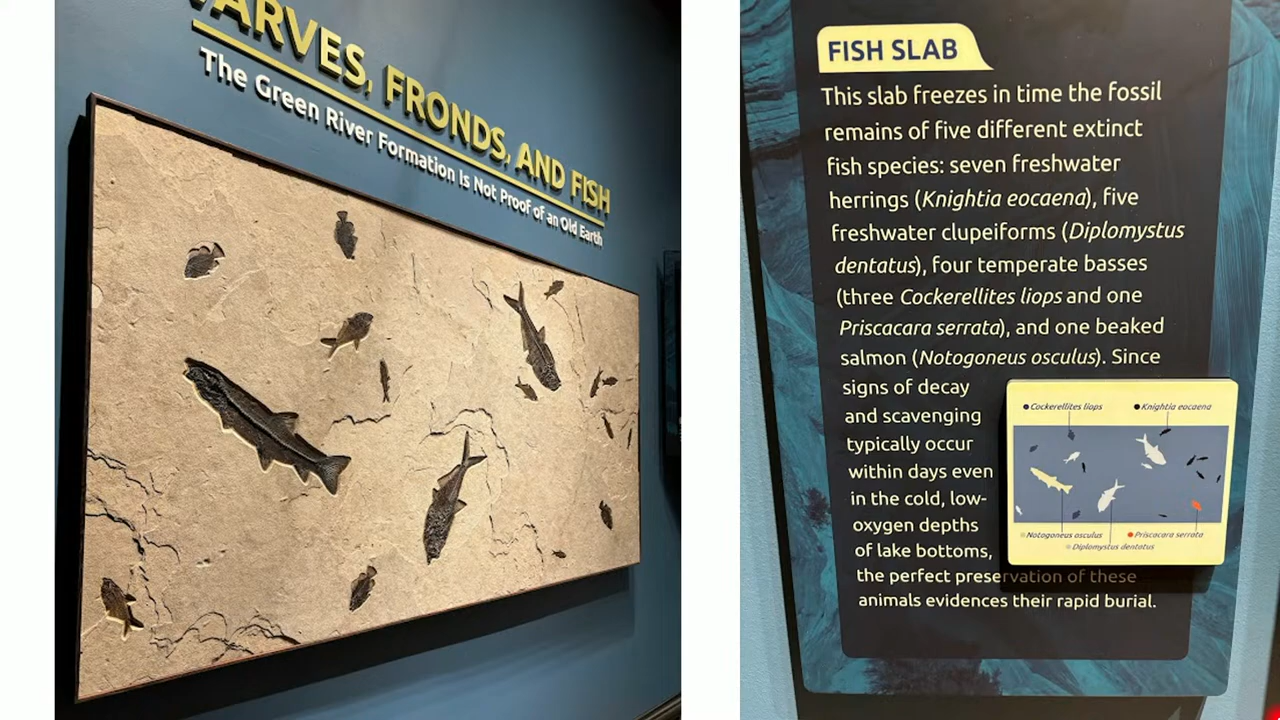 VARVES, FRONDS, AND FISH
The Green River Formation Is Not Proof of an Old Earth
FISH SLAB
This slab freezes in time the fossil
remains of five different extinct
fish species: seven freshwater
herrings (Knightia eocaena), five
freshwater clupeiforms (Diplomystus
dentatus), four temperate basses
(three Cockerellites liops and one
Priscacara serrata), and one beaked
salmon (Notogoneus osculus). Since
signs of decay
and scavenging
typically occur
within days even
in the cold, low-
oxygen depths
of lake bottoms,
the perfect preservation of these
animals evidences their rapid burial.
Cockerellites liops
Knightia eocaena
Notogoneus osculus
Priscacara serrata
Diplomystus dentatus